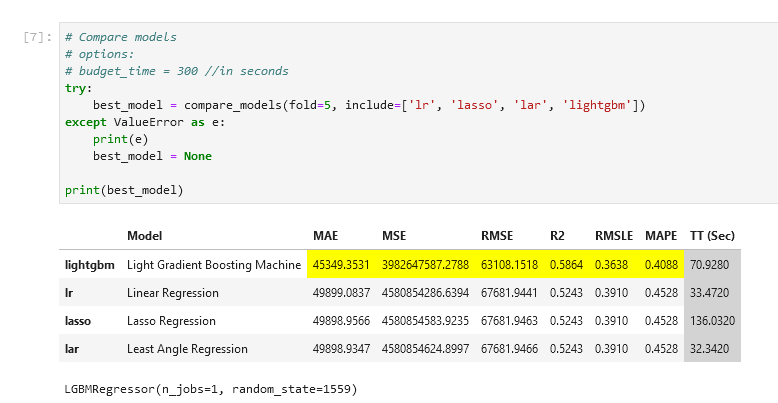 [7]: # Compare models
# options:
# budget_time = 300 //in seconds
try:
    best_model = compare_models(fold=5, include=['lr', 'lasso', 'lar', 'lightgbm'])
except ValueError as e:
    print(e)
    best_model = None
print(best_model)
Model MAE MSE RMSE R2 RMSLE MAPE TT (Sec)
lightgbm Light Gradient Boosting Machine 45349.3531 3982647587.2788 63108.1518 0.5864 0.3638 0.4088 70.9280
lr Linear Regression 49899.0837 4580854286.6394 67681.9441 0.5243 0.3910 0.4528 33.4720
lasso Lasso Regression 49898.9566 4580854583.9235 67681.9463 0.5243 0.3910 0.4528 136.0320
lar Least Angle Regression 49898.9347 4580854624.8997 67681.9466 0.5243 0.3910 0.4528 32.3420
LGBMRegressor(n_jobs=1, random_state=1559)